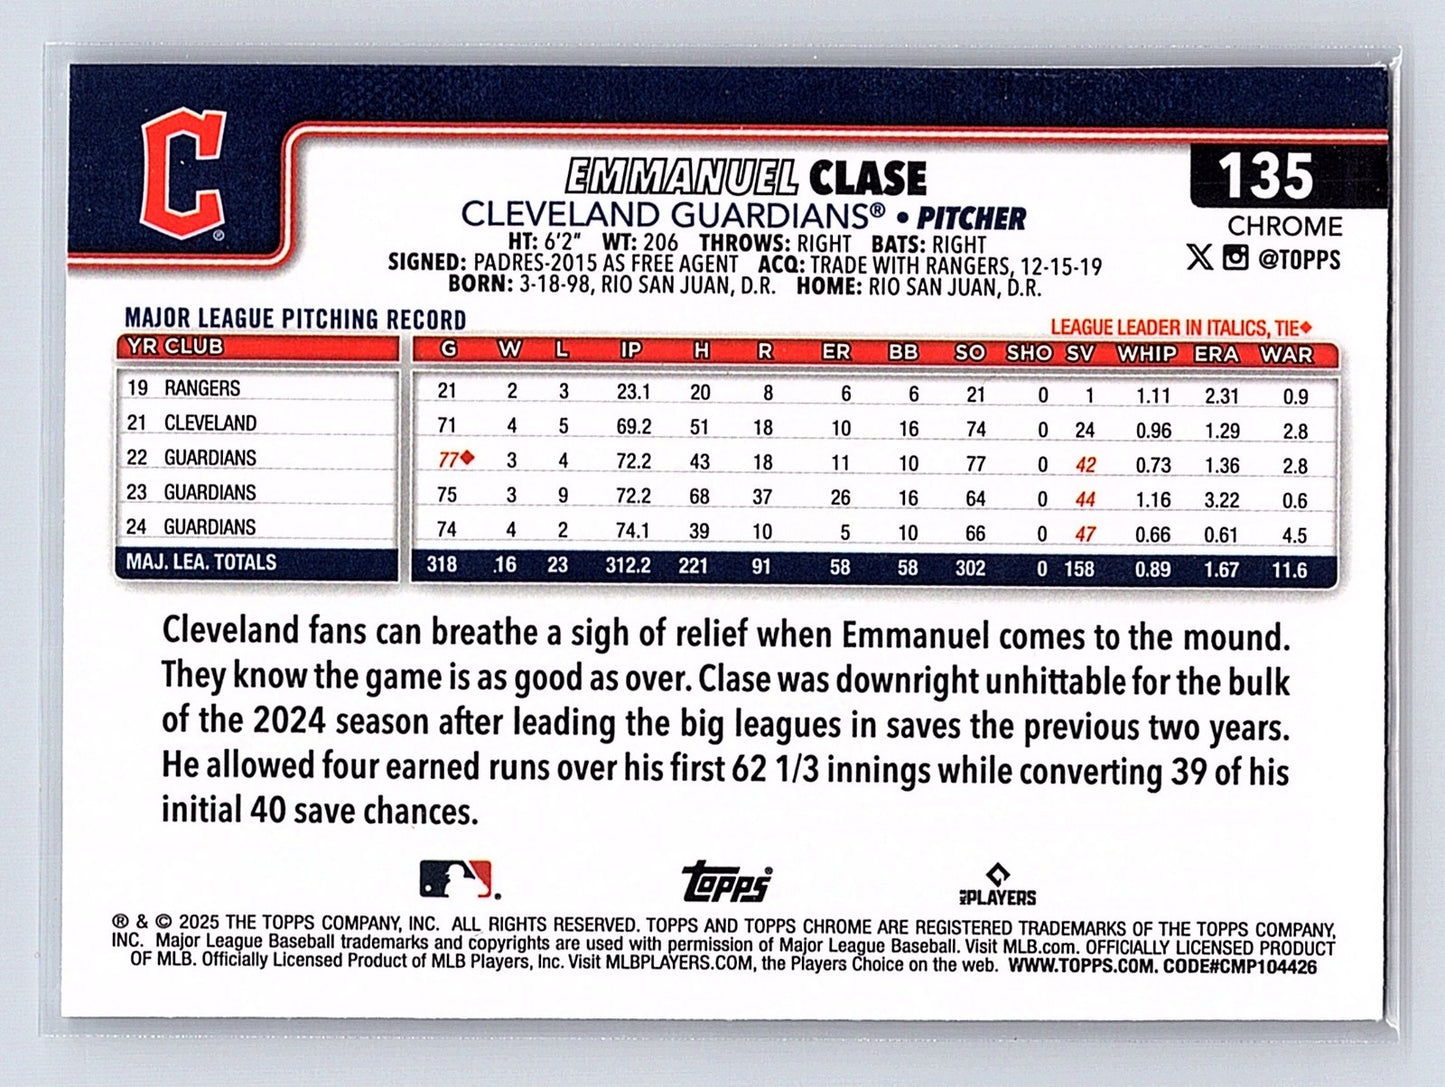 C
®
EMMANUEL CLASE
CLEVELAND GUARDIANS® • PITCHER
HT: 6'2" WT: 206 THROWS: RIGHT BATS: RIGHT
SIGNED: PADRES-2015 AS FREE AGENT ACQ: TRADE WITH RANGERS, 12-15-19
BORN: 3-18-98, RIO SAN JUAN, D.R. HOME: RIO SAN JUAN, D.R.
135
CHROME
X @TOPPS
MAJOR LEAGUE PITCHING RECORD
LEAGUE LEADER IN ITALICS, TIE◆
YR CLUB G W L IP H R ER BB SO SHO SV WHIP ERA WAR
19 RANGERS 21 2 3 23.1 20 8 6 6 21 0 1 1.11 2.31 0.9
21 CLEVELAND 71 4 5 69.2 51 18 10 16 74 0 24 0.96 1.29 2.8
22 GUARDIANS 77◆ 3 4 72.2 43 18 11 10 77 0 42 0.73 1.36 2.8
23 GUARDIANS 75 3 9 72.2 68 37 26 16 64 0 44 1.16 3.22 0.6
24 GUARDIANS 74 4 2 74.1 39 10 5 10 66 0 47 0.66 0.61 4.5
MAJ. LEA. TOTALS 318 16 23 312.2 221 91 58 58 302 0 158 0.89 1.67 11.6
Cleveland fans can breathe a sigh of relief when Emmanuel comes to the mound.
They know the game is as good as over. Clase was downright unhittable for the bulk
of the 2024 season after leading the big leagues in saves the previous two years.
He allowed four earned runs over his first 62 1/3 innings while converting 39 of his
initial 40 save chances.
topps
MLB PLAYERS
® & © 2025 THE TOPPS COMPANY, INC. ALL RIGHTS RESERVED. TOPPS AND TOPPS CHROME ARE REGISTERED TRADEMARKS OF THE TOPPS COMPANY,
INC. Major League Baseball trademarks and copyrights are used with permission of Major League Baseball. Visit MLB.com. OFFICIALLY LICENSED PRODUCT
OF MLB. Officially Licensed Product of MLB Players, Inc. Visit MLBPLAYERS.COM, the Players Choice on the web. WWW.TOPPS.COM. CODE#CMP104426